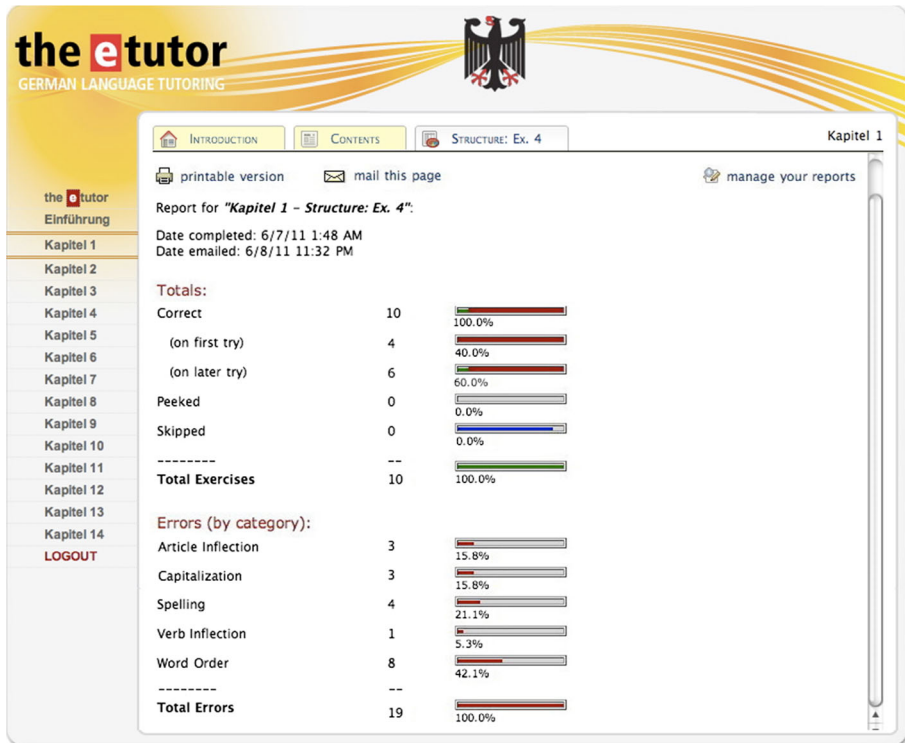 the e tutor
GERMAN LANGUAGE TUTORING
INTRODUCTION
CONTENTS
STRUCTURE: EX. 4
Kapitel 1
printable version
mail this page
manage your reports
the e tutor
Einführung
Kapitel 1
Kapitel 2
Kapitel 3
Kapitel 4
Kapitel 5
Kapitel 6
Kapitel 7
Kapitel 8
Kapitel 9
Kapitel 10
Kapitel 11
Kapitel 12
Kapitel 13
Kapitel 14
LOGOUT
Report for "Kapitel 1 - Structure: Ex. 4":
Date completed: 6/7/11 1:48 AM
Date emailed: 6/8/11 11:32 PM
Totals:
Correct 10 100.0%
(on first try) 4 40.0%
(on later try) 6 60.0%
Peeked 0 0.0%
Skipped 0 0.0%
-------- --
Total Exercises 10 100.0%
Errors (by category):
Article Inflection 3 15.8%
Capitalization 3 15.8%
Spelling 4 21.1%
Verb Inflection 1 5.3%
Word Order 8 42.1%
-------- --
Total Errors 19 100.0%